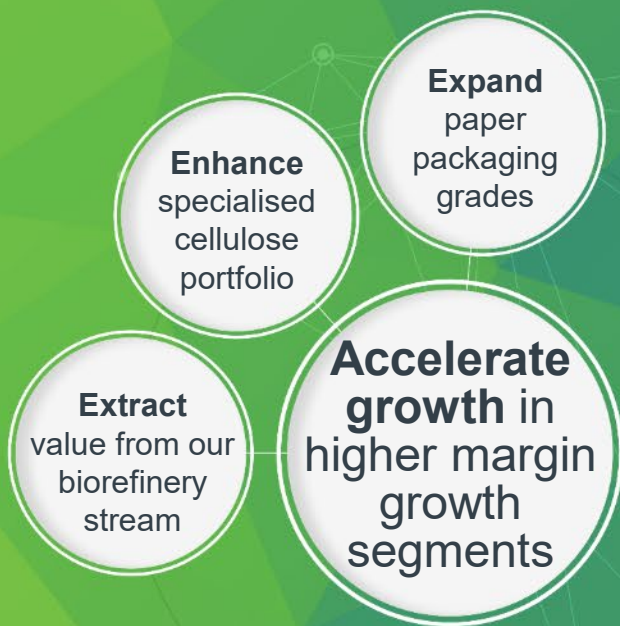 Expand
paper
packaging
grades
Enhance
specialised
cellulose
portfolio
Extract
value from our
biorefinery
stream
Accelerate
growth in
higher margin
growth
segments